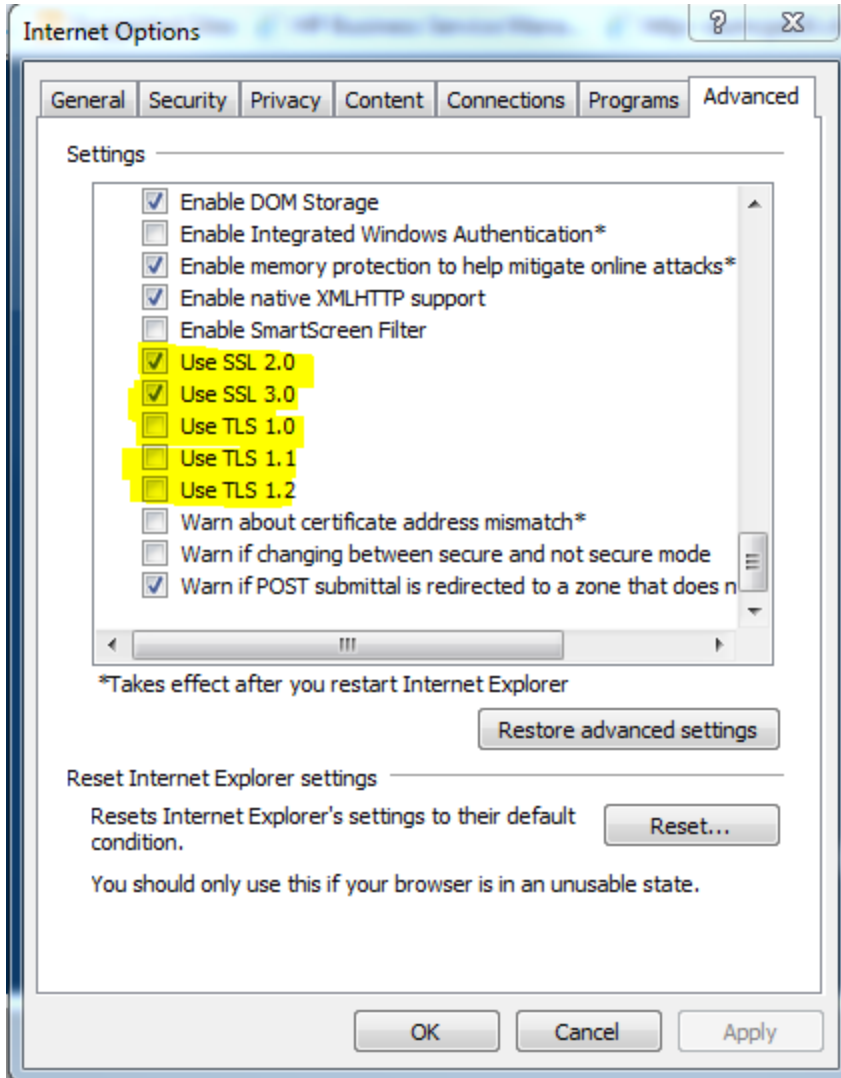 Internet Options
General Security Privacy Content Connections Programs Advanced
Settings
Enable DOM Storage
Enable Integrated Windows Authentication*
Enable memory protection to help mitigate online attacks*
Enable native XMLHTTP support
Enable SmartScreen Filter
Use SSL 2.0
Use SSL 3.0
Use TLS 1.0
Use TLS 1.1
Use TLS 1.2
Warn about certificate address mismatch*
Warn if changing between secure and not secure mode
Warn if POST submittal is redirected to a zone that does n
*Takes effect after you restart Internet Explorer
Restore advanced settings
Reset Internet Explorer settings
Resets Internet Explorer's settings to their default
condition.
Reset...
You should only use this if your browser is in an unusable state.
OK Cancel Apply